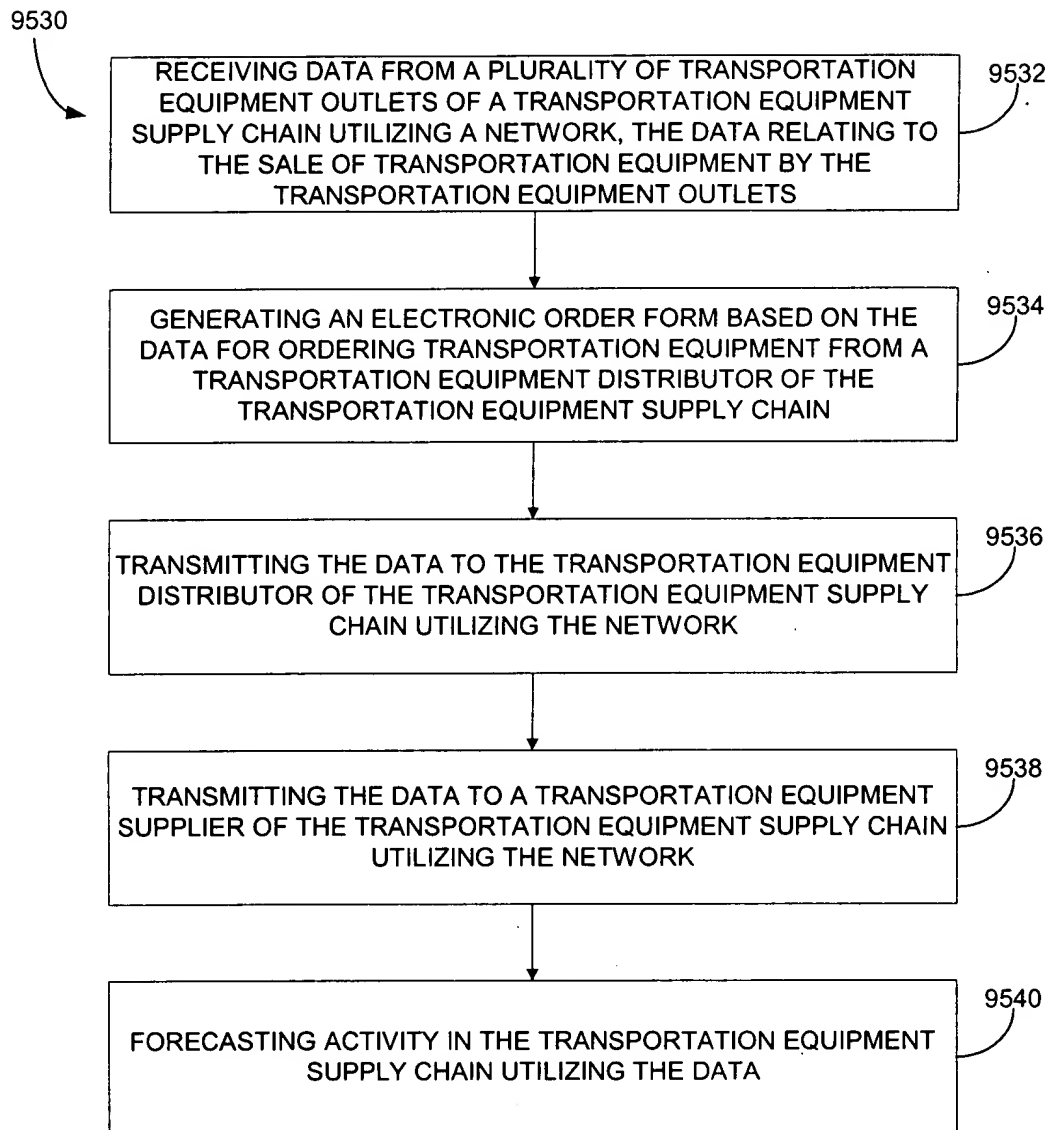 9530
RECEIVING DATA FROM A PLURALITY OF TRANSPORTATION
EQUIPMENT OUTLETS OF A TRANSPORTATION EQUIPMENT
SUPPLY CHAIN UTILIZING A NETWORK, THE DATA RELATING TO
THE SALE OF TRANSPORTATION EQUIPMENT BY THE
TRANSPORTATION EQUIPMENT OUTLETS
9532
GENERATING AN ELECTRONIC ORDER FORM BASED ON THE
DATA FOR ORDERING TRANSPORTATION EQUIPMENT FROM A
TRANSPORTATION EQUIPMENT DISTRIBUTOR OF THE
TRANSPORTATION EQUIPMENT SUPPLY CHAIN
9534
TRANSMITTING THE DATA TO THE TRANSPORTATION EQUIPMENT
DISTRIBUTOR OF THE TRANSPORTATION EQUIPMENT SUPPLY
CHAIN UTILIZING THE NETWORK
9536
TRANSMITTING THE DATA TO A TRANSPORTATION EQUIPMENT
SUPPLIER OF THE TRANSPORTATION EQUIPMENT SUPPLY CHAIN
UTILIZING THE NETWORK
9538
FORECASTING ACTIVITY IN THE TRANSPORTATION EQUIPMENT
SUPPLY CHAIN UTILIZING THE DATA
9540